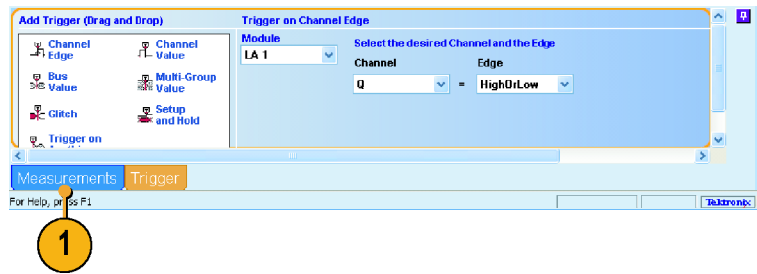 Add Trigger (Drag and Drop)
Trigger on Channel Edge
Channel Edge
Channel Value
Bus Value
Multi-Group Value
Glitch
Setup and Hold
Trigger on
Module
LA 1
Select the desired Channel and the Edge
Channel
Edge
Q
=
HighOrLow
Measurements
Trigger
For Help, press F1
Tektronix
1